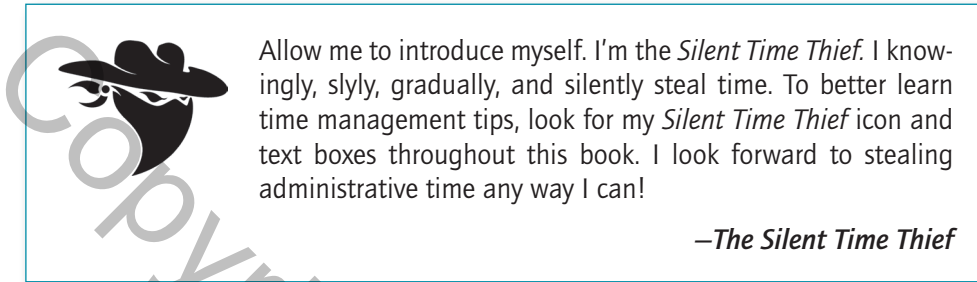 Allow me to introduce myself. I'm the Silent Time Thief. I know-
ingly, slyly, gradually, and silently steal time. To better learn
time management tips, look for my Silent Time Thief icon and
text boxes throughout this book. I look forward to stealing
administrative time any way I can!
—The Silent Time Thief